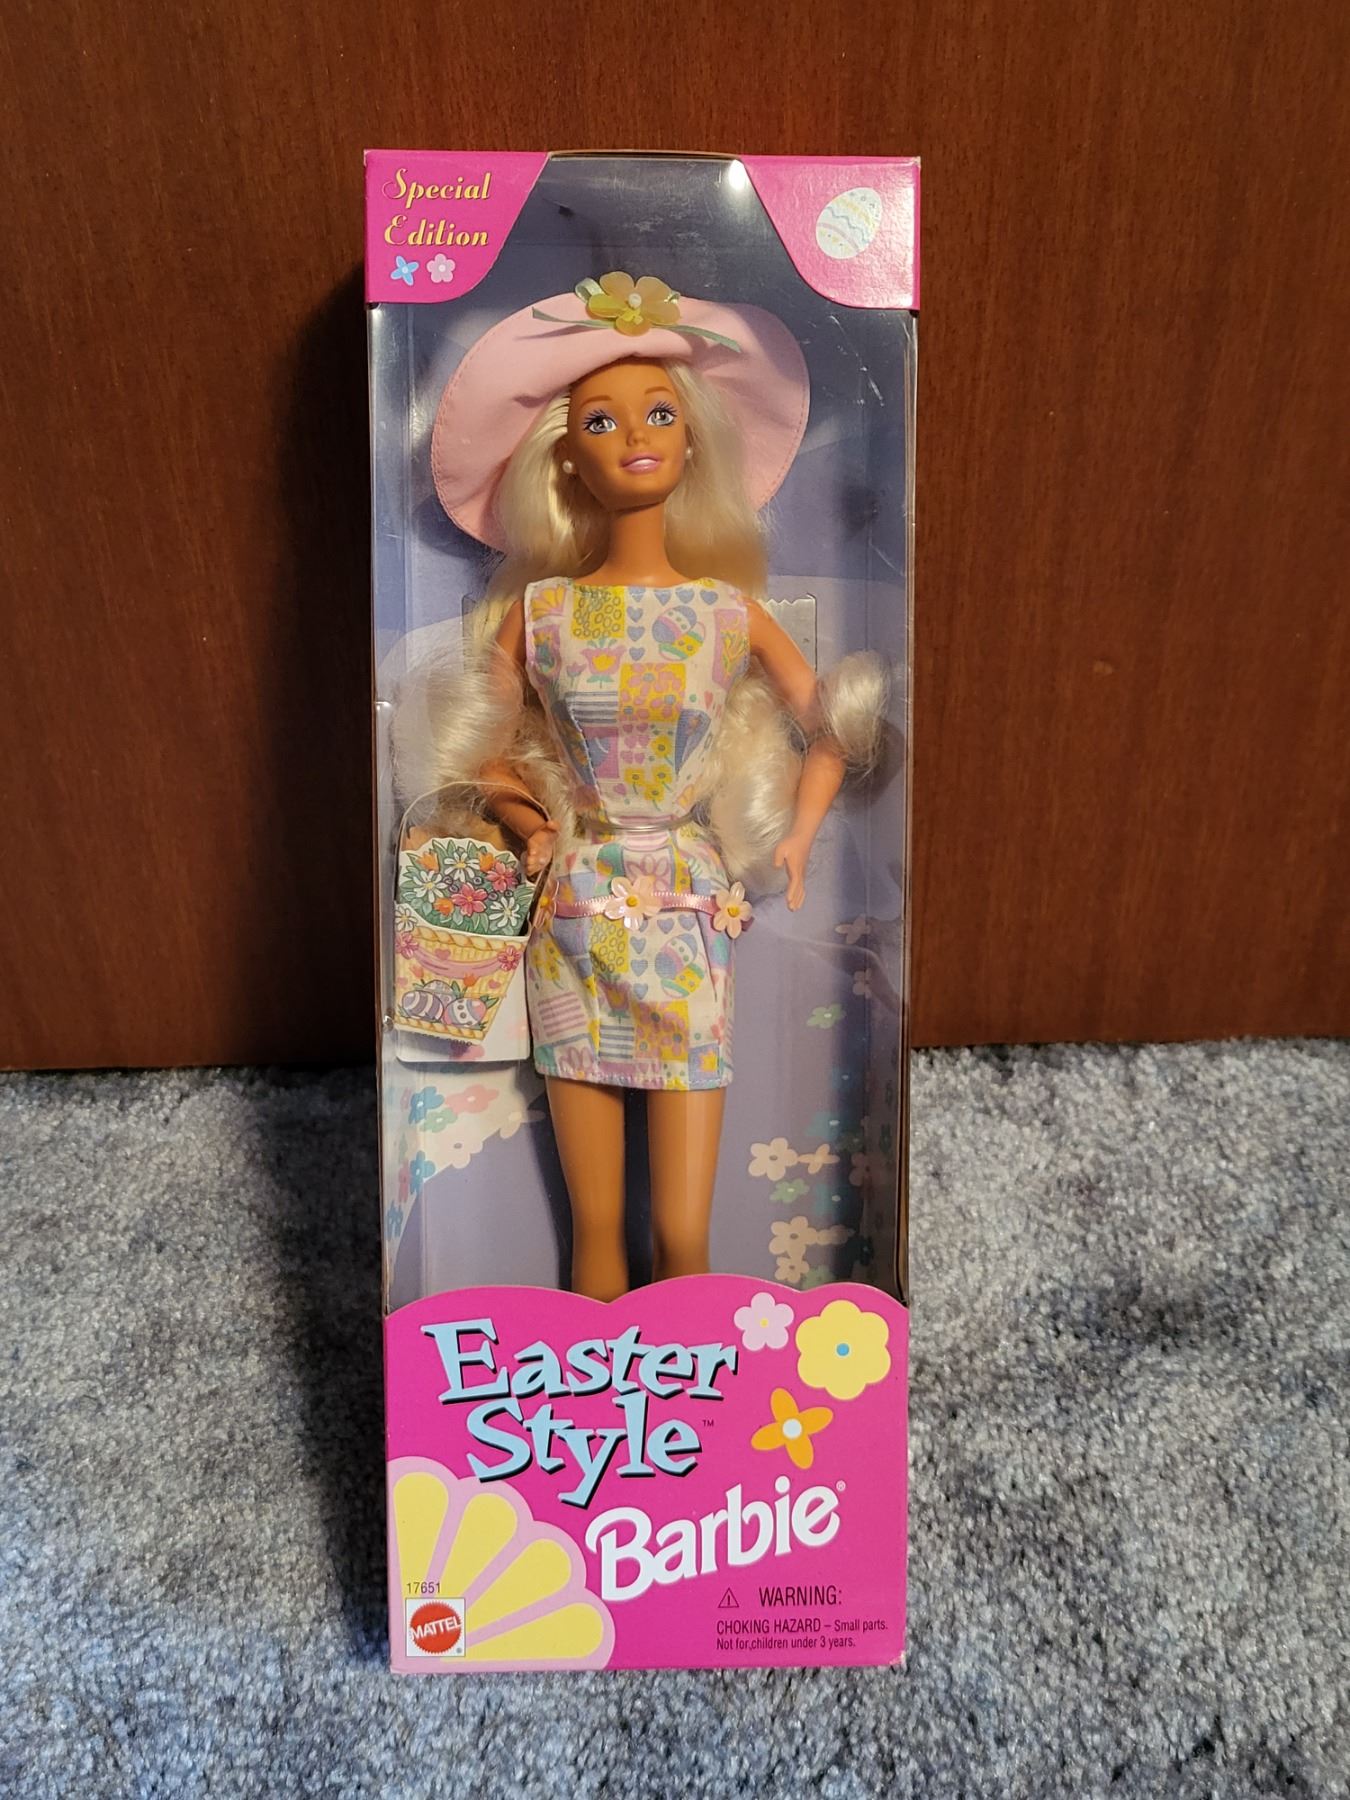 Special
Edition
Easter
Style™
Barbie®
17651
MATTEL®
⚠ WARNING:
CHOKING HAZARD – Small parts.
Not for children under 3 years.